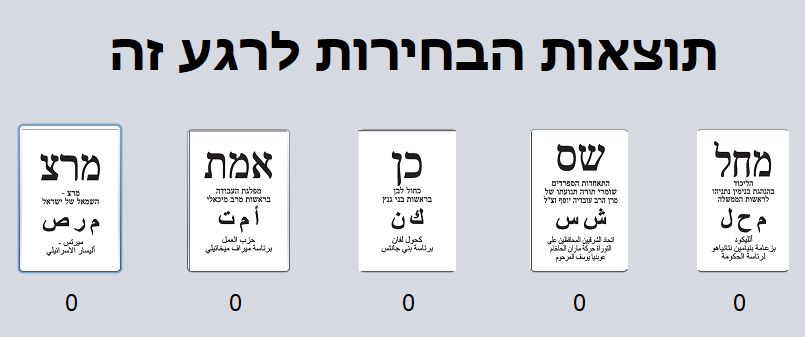 תוצאות הבחירות לרגע זה
מחל
הליכוד
בהנהגת בנימין נתניהו
לראשות הממשלה
م ح ل
الليكود
بزعامة بنيامين نتانياهو
لرئاسة الحكومة
0
שס
התאחדות הספרדים
שומרי תורה תנועתו של
מרן הרב עובדיה יוסף זצ"ל
ش س
اتحاد الشرقيين المحافظين على
التوراة حركة ماران الحاخام
عوبديا يوسف المرحوم
0
כן
כחול לבן
בראשות בני גנץ
ك ن
كحول لفان
برئاسة بيني جانتس
0
אמת
מפלגת העבודה
בראשות מרב מיכאלי
أ م ت
حزب العمل
برئاسة ميراف ميخائيلي
0
מרצ
מרצ -
השמאל של ישראל
م ر ص
ميرتس -
اليسار الاسرائيلي
0